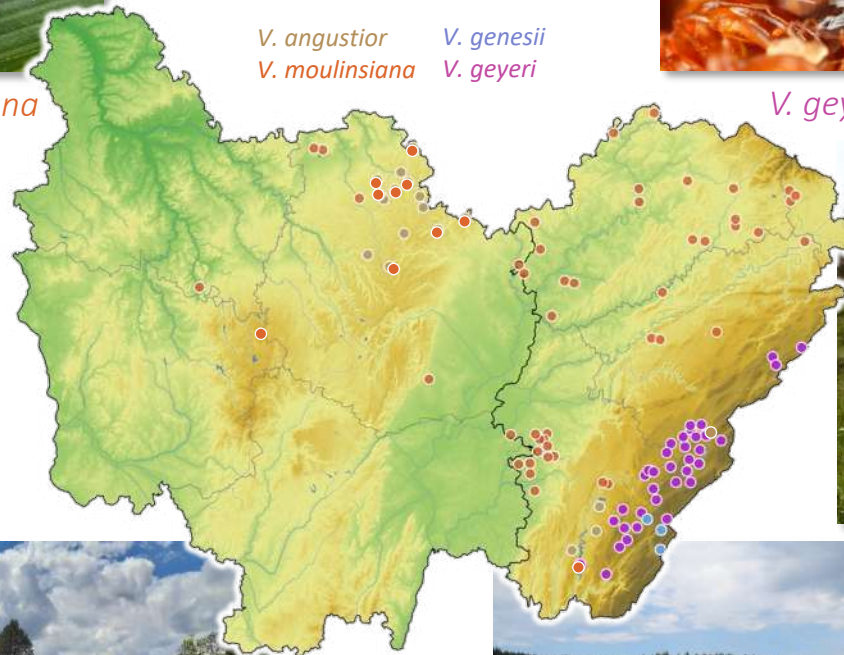 V. angustior V. genesii
V. moulinsiana V. geyeri
na V. gey